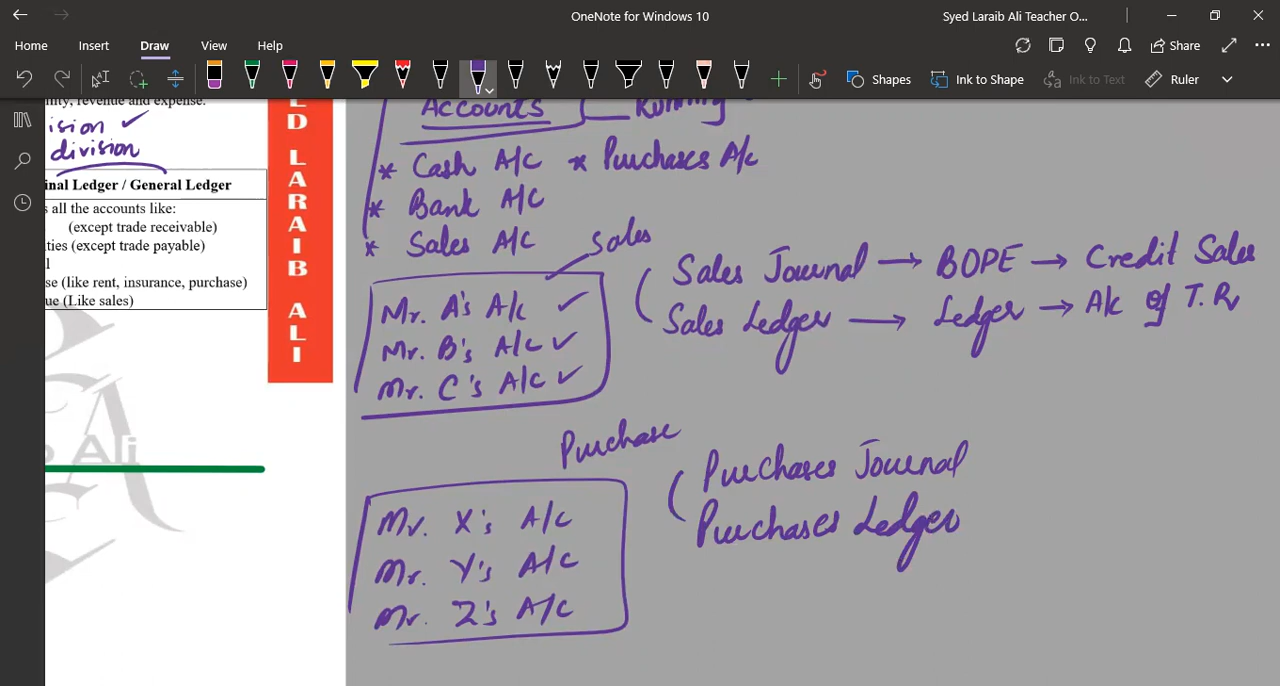 OneNote for Windows 10
Syed Laraib Ali Teacher O...
Home Insert Draw View Help
Share
Shapes
Ink to Shape
Ink to Text
Ruler
revenue and expense.
ision ✓
division
inal Ledger / General Ledger
s all the accounts like:
(except trade receivable)
ties (except trade payable)
l
se (like rent, insurance, purchase)
ue (Like sales)
D LARAIB ALI
Ali
Accounts
Running
* Cash A/C * Purchases A/c
* Bank A/C
* Sales A/C
Sales
Mr. A's A/C ✓
Mr. B's A/C ✓
Mr. C's A/C ✓
Sales Journal → BOPE → Credit Sales
Sales Ledger → Ledger → A/c of T.R
Purchase
Mr. X's A/C
Mr. Y's A/C
Mr. Z's A/C
Purchases Journal
Purchases Ledger